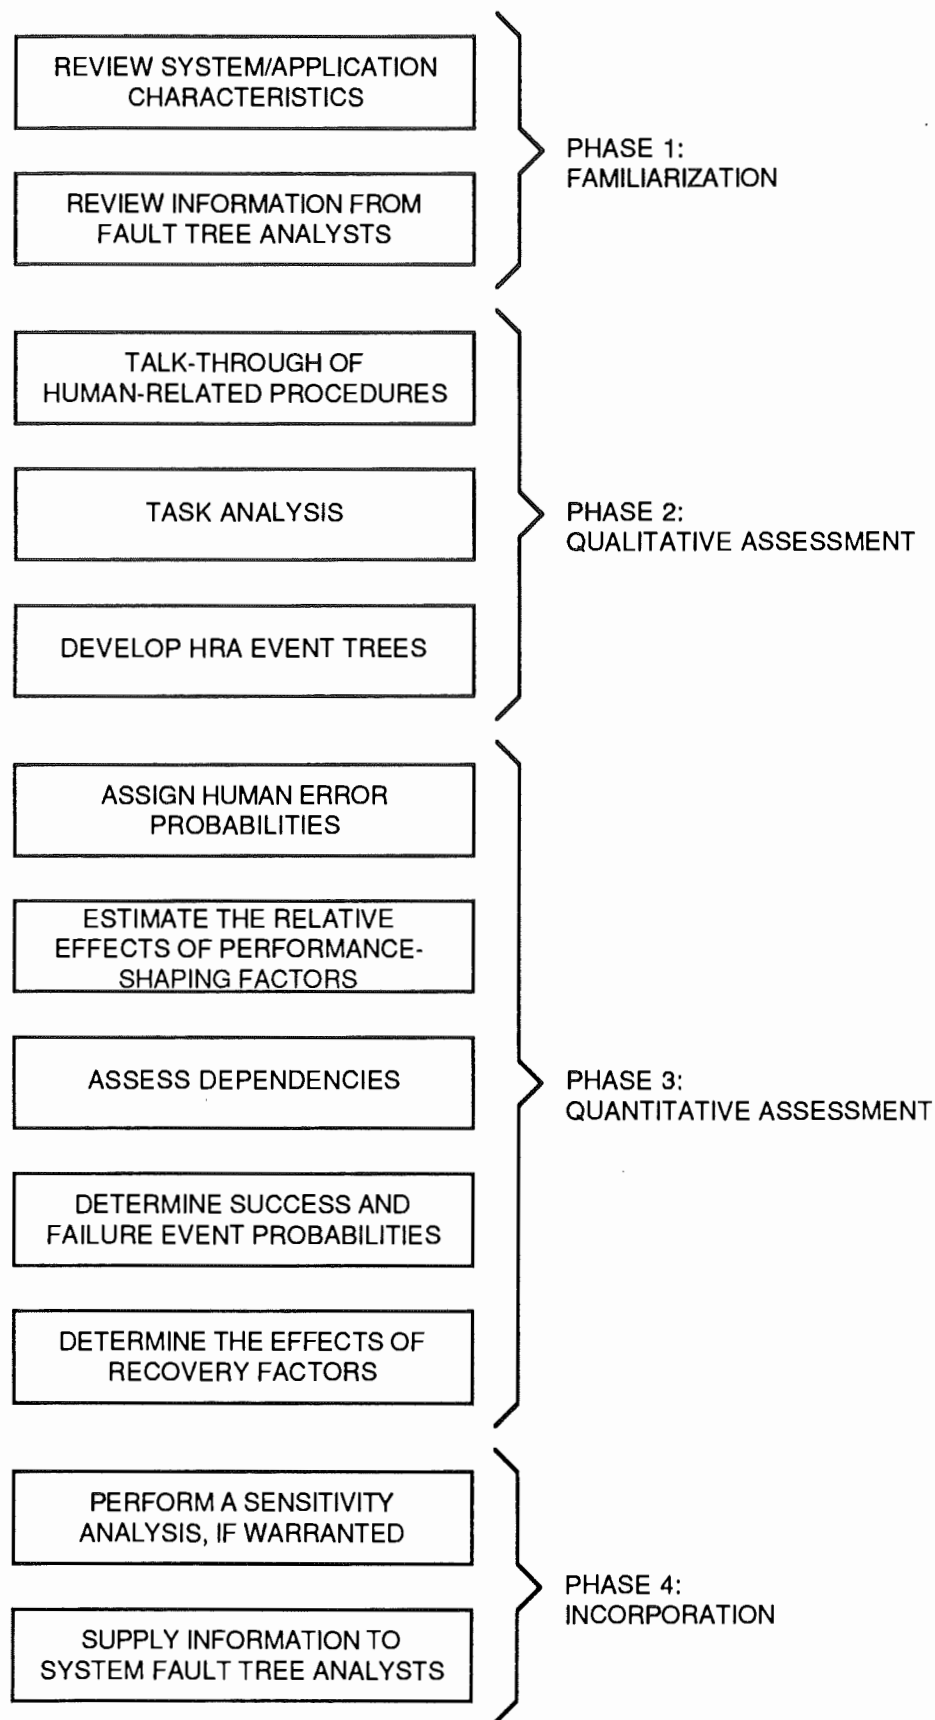 REVIEW SYSTEM/APPLICATION
CHARACTERISTICS
REVIEW INFORMATION FROM
FAULT TREE ANALYSTS
PHASE 1:
FAMILIARIZATION
TALK-THROUGH OF
HUMAN-RELATED PROCEDURES
TASK ANALYSIS
DEVELOP HRA EVENT TREES
PHASE 2:
QUALITATIVE ASSESSMENT
ASSIGN HUMAN ERROR
PROBABILITIES
ESTIMATE THE RELATIVE
EFFECTS OF PERFORMANCE-
SHAPING FACTORS
ASSESS DEPENDENCIES
DETERMINE SUCCESS AND
FAILURE EVENT PROBABILITIES
DETERMINE THE EFFECTS OF
RECOVERY FACTORS
PHASE 3:
QUANTITATIVE ASSESSMENT
PERFORM A SENSITIVITY
ANALYSIS, IF WARRANTED
SUPPLY INFORMATION TO
SYSTEM FAULT TREE ANALYSTS
PHASE 4:
INCORPORATION